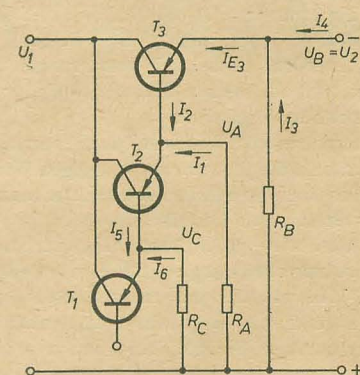 T3
I4
U1
IE3
UB = U2
−
I2
UA
I3
T2
I1
I5
UC
RB
I6
T1
RC
RA
+